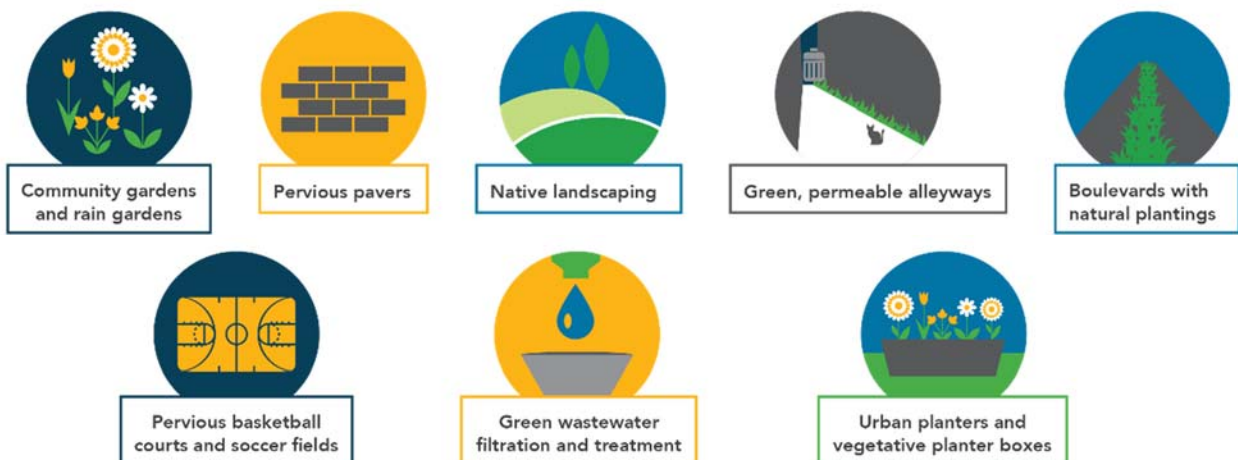 Community gardens
and rain gardens
Pervious pavers
Native landscaping
Green, permeable alleyways
Boulevards with
natural plantings
Pervious basketball
courts and soccer fields
Green wastewater
filtration and treatment
Urban planters and
vegetative planter boxes